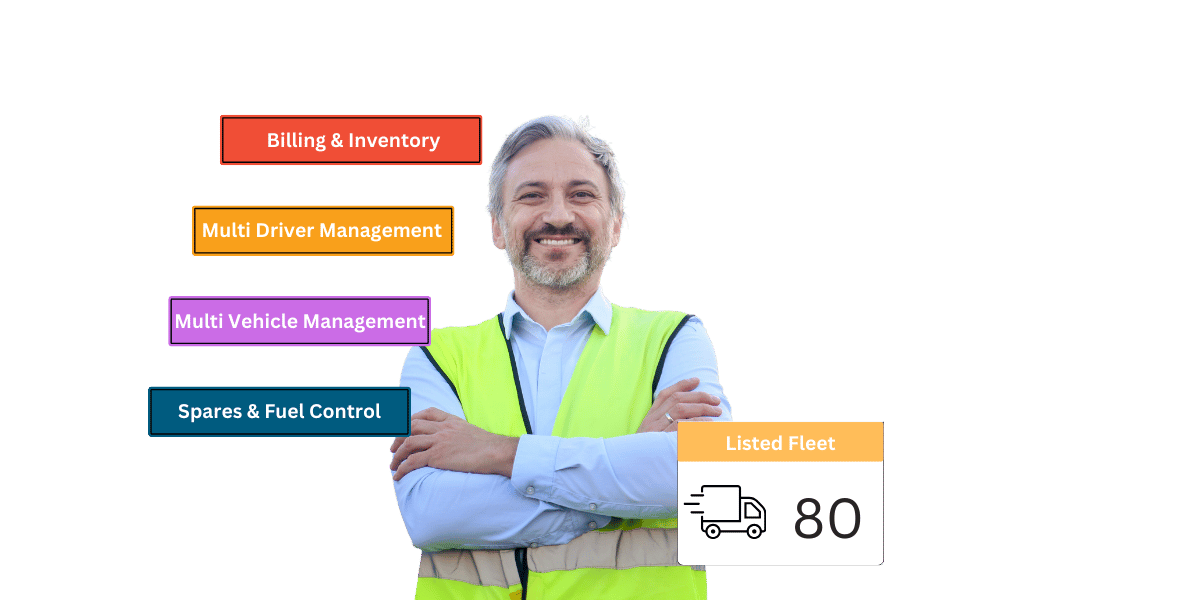 Billing & Inventory
Multi Driver Management
Multi Vehicle Management
Spares & Fuel Control
Listed Fleet
80